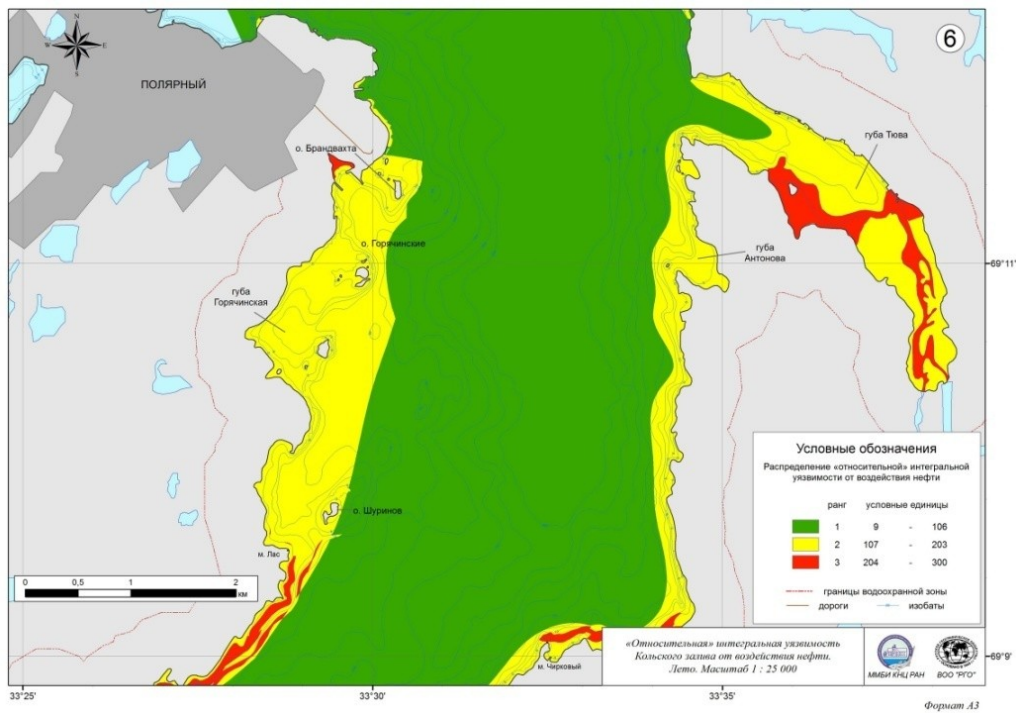 N
W E
S
6
ПОЛЯРНЫЙ
о. Брандвахта
губа Тюва
о. Горячинские
губа
Антонова
69°11'
губа
Горячинская
о. Шуринов
м. Лас
0 0,5 1 2
км
Условные обозначения
Распределение «относительной» интегральной
уязвимости от воздействия нефти
ранг условные единицы
1 9 - 106
2 107 - 203
3 204 - 300
границы водоохранной зоны
дороги изобаты
м. Чирковый
«Относительная» интегральная уязвимость
Кольского залива от воздействия нефти.
Лето. Масштаб 1 : 25 000
ММБИ КНЦ РАН ВОО "РГО"
69°9'
33°25' 33°30' 33°35'
Формат А3